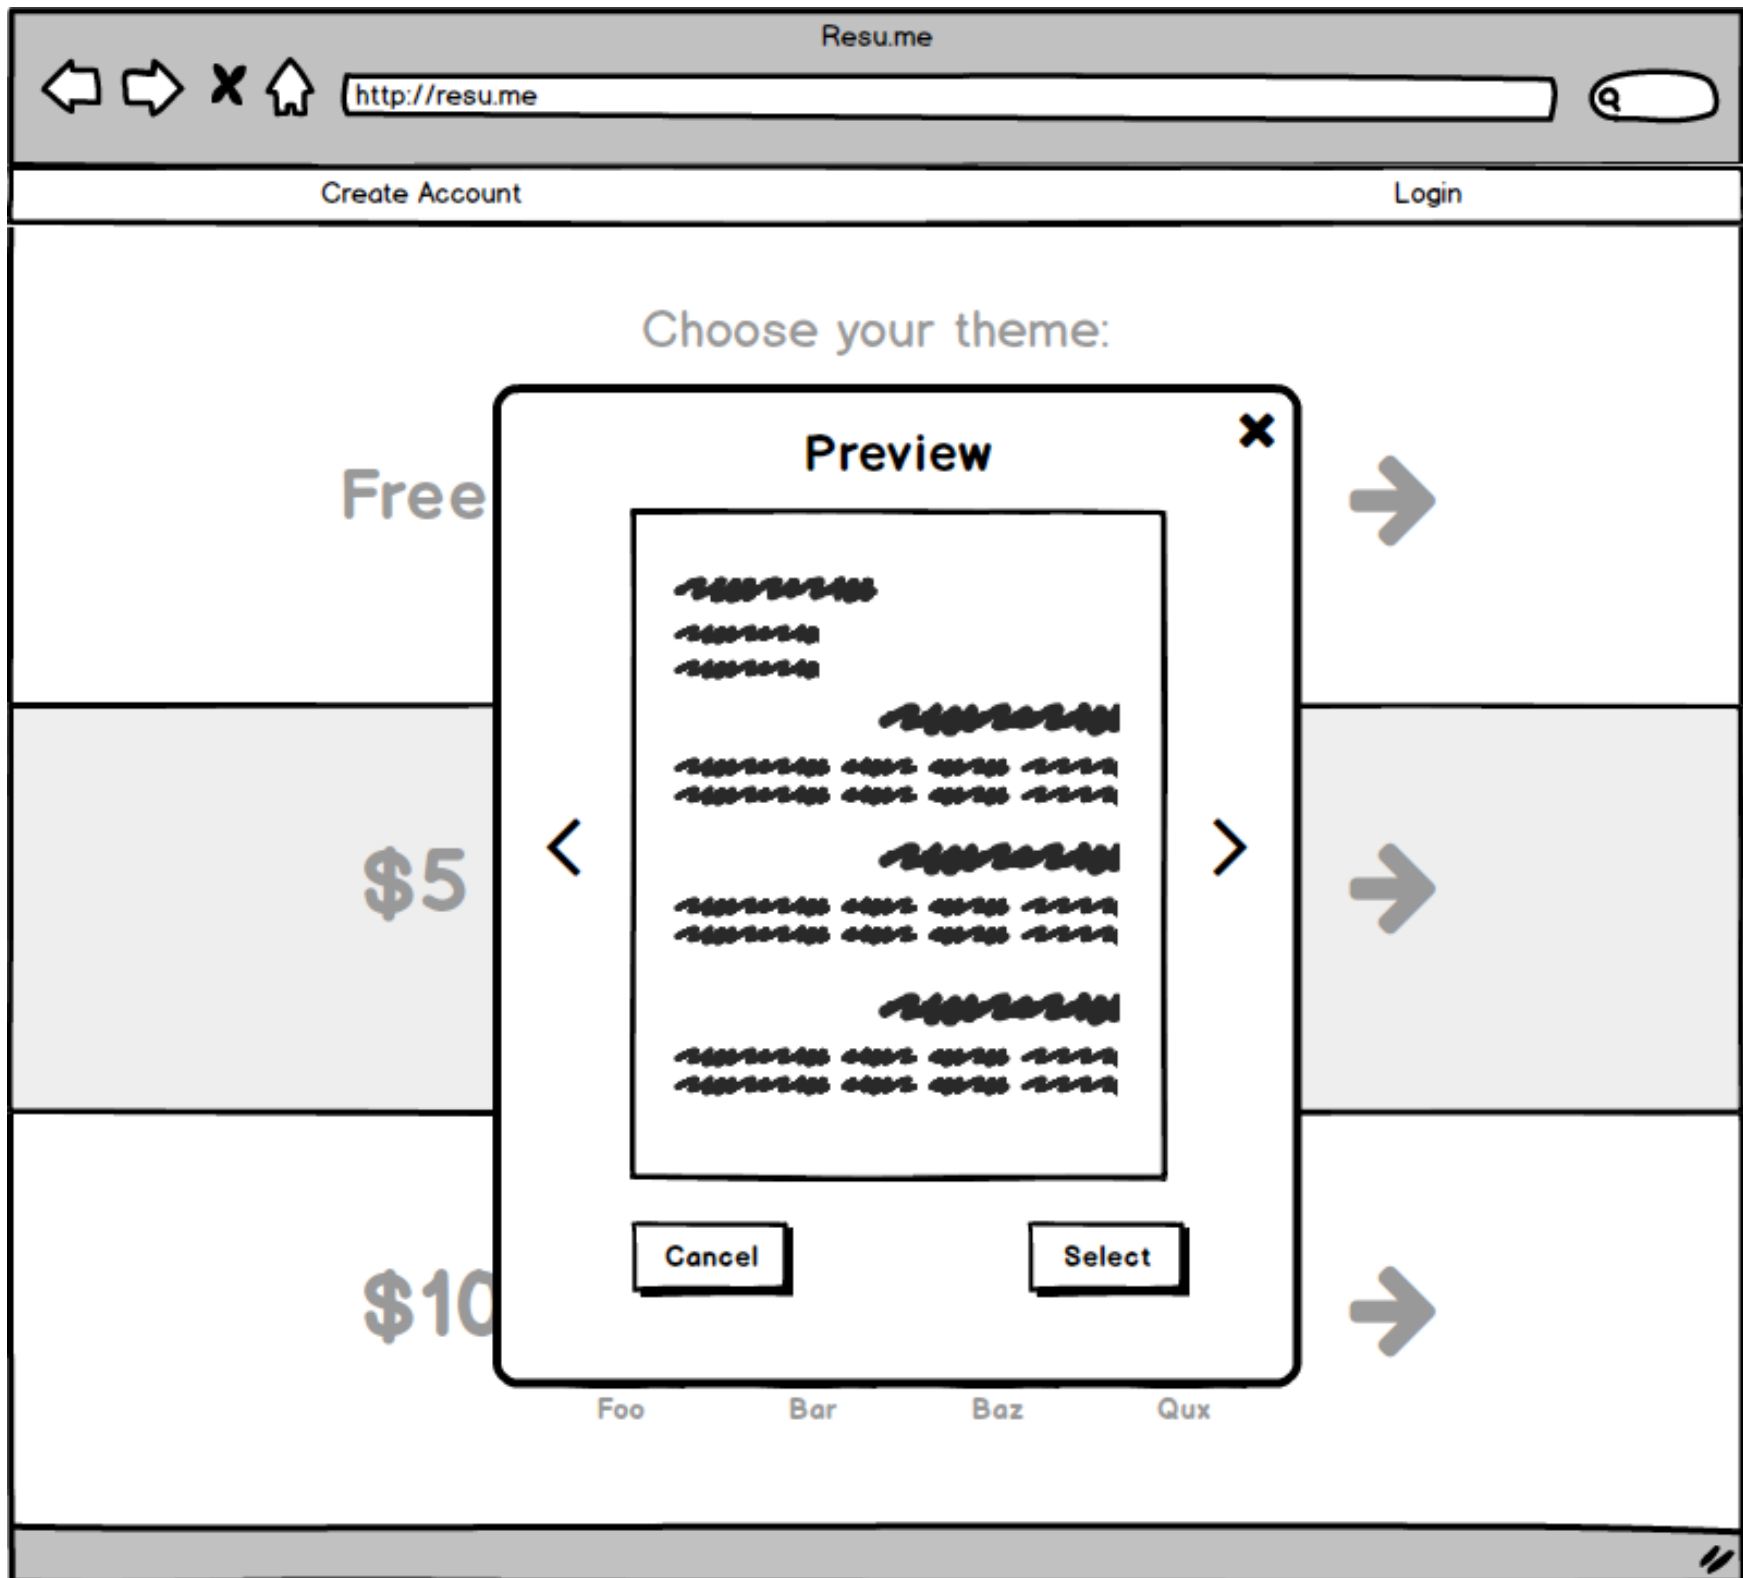 Resu.me
http://resu.me
Create Account Login
Choose your theme:
Preview
Free
$5
$10
Cancel Select
Foo Bar Baz Qux